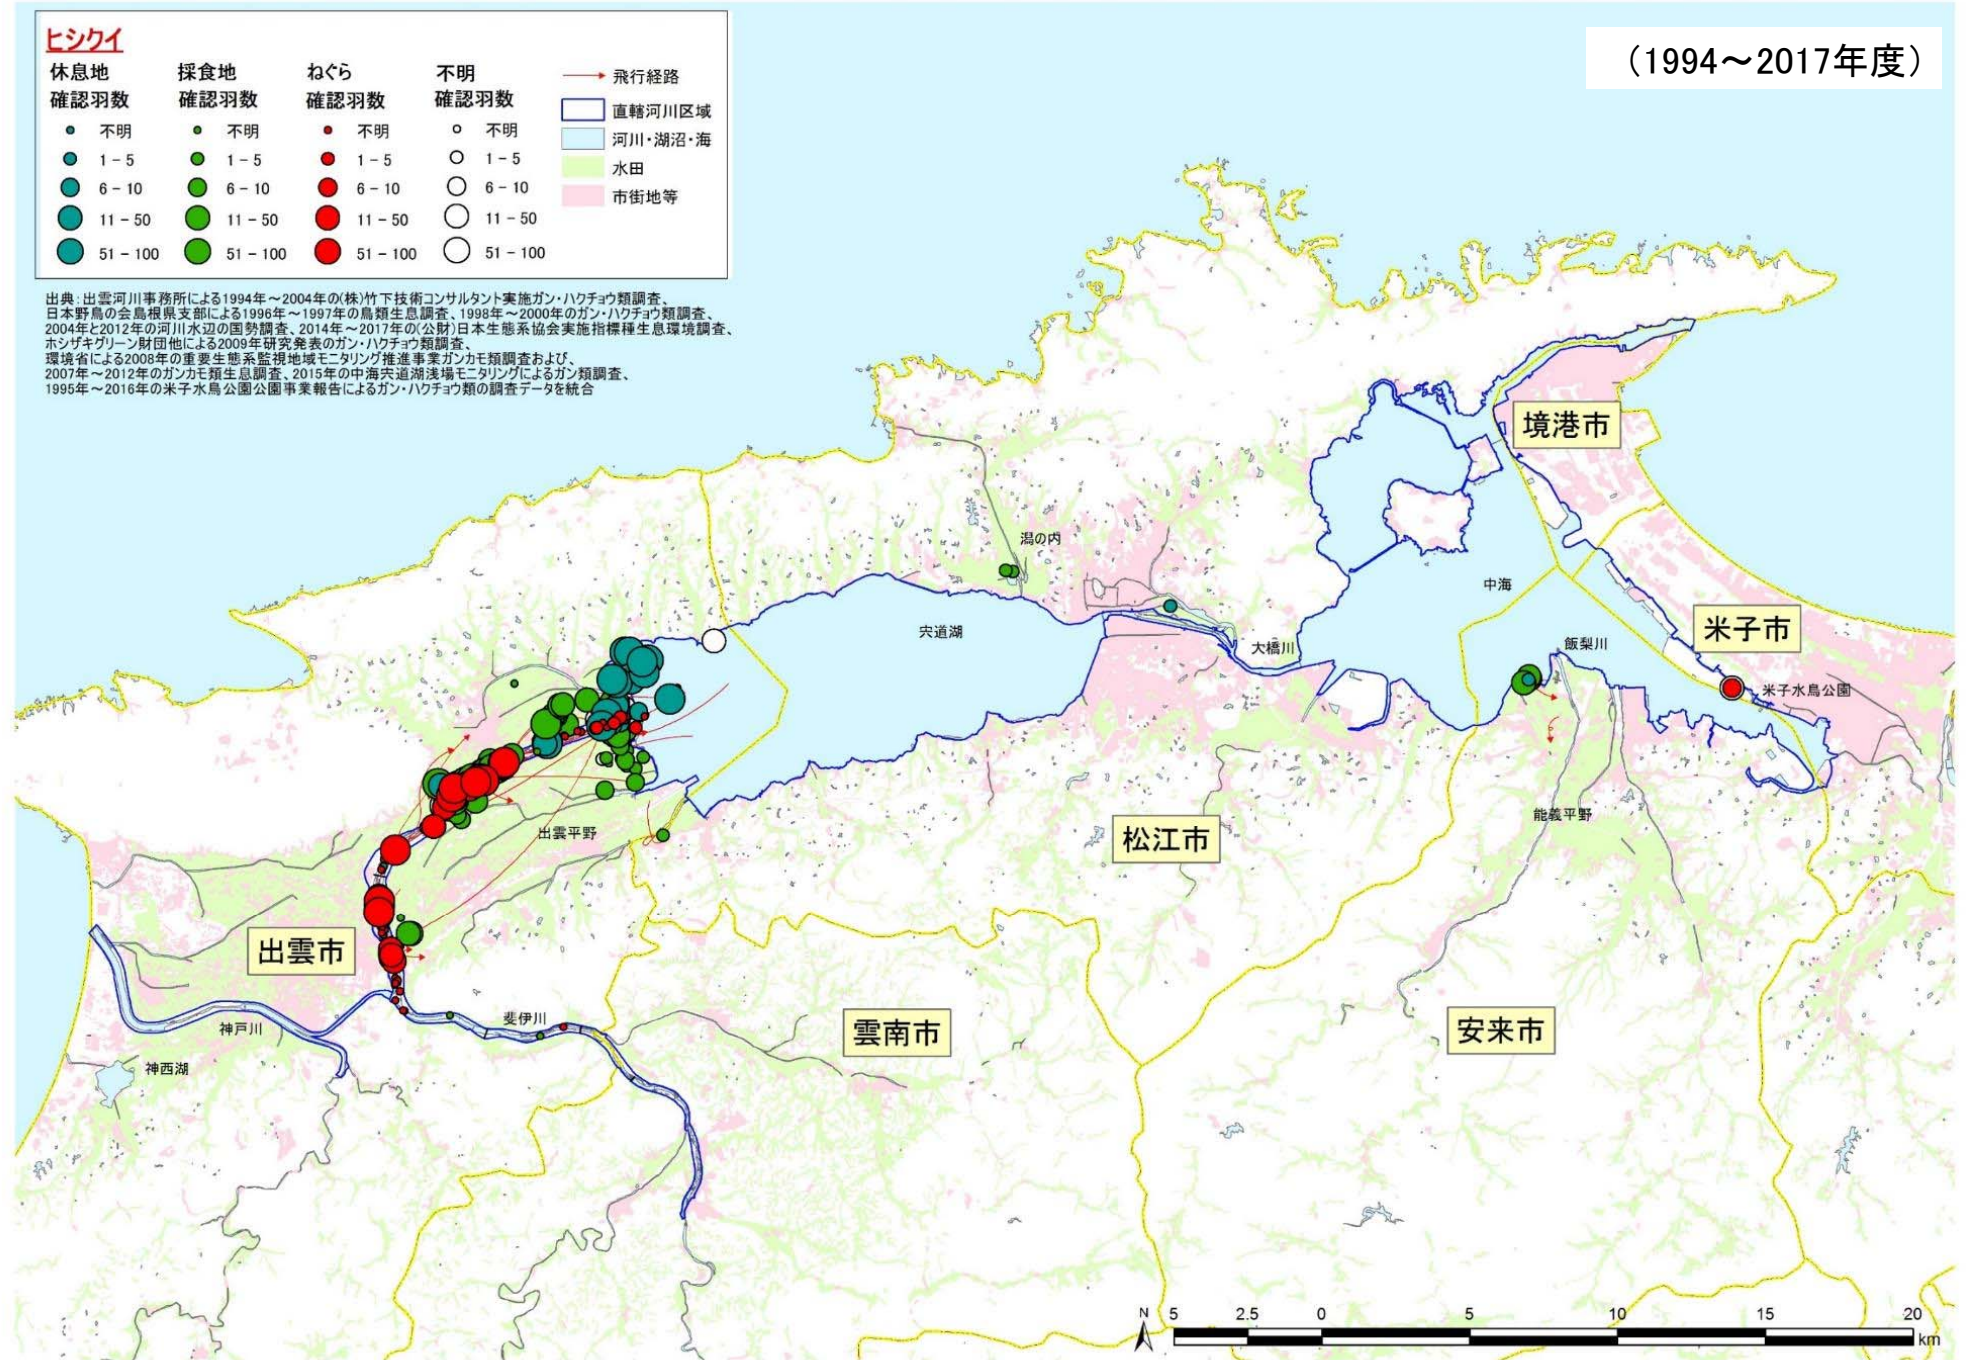 ヒシクイ
休息地 採食地 ねぐら 不明
確認羽数 確認羽数 確認羽数 確認羽数
不明 不明 不明 不明
1 - 5 1 - 5 1 - 5 1 - 5
6 - 10 6 - 10 6 - 10 6 - 10
11 - 50 11 - 50 11 - 50 11 - 50
51 - 100 51 - 100 51 - 100 51 - 100
飛行経路
直轄河川区域
河川・湖沼・海
水田
市街地等
（1994～2017年度）
出典：出雲河川事務所による1994年～2004年の(株)竹下技術コンサルタント実施ガン・ハクチョウ類調査、
日本野鳥の会島根県支部による1996年～1997年の鳥類生息調査、1998年～2000年のガン・ハクチョウ類調査、
2004年と2012年の河川水辺の国勢調査、2014年～2017年の(公財)日本生態系協会実施指標種生息環境調査、
ホシザキグリーン財団他による2009年研究発表のガン・ハクチョウ類調査、
環境省による2008年の重要生態系監視地域モニタリング推進事業ガンカモ類調査および、
2007年～2012年のガンカモ類生息調査、2015年の中海宍道湖浅場モニタリングによるガン類調査、
1995年～2016年の米子水鳥公園公園事業報告によるガン・ハクチョウ類の調査データを統合
境港市
潟の内
中海
宍道湖
米子市
大橋川
飯梨川
米子水鳥公園
出雲平野
松江市
能義平野
出雲市
神戸川
斐伊川
雲南市
安来市
神西湖
N
5 2.5 0 5 10 15 20
km